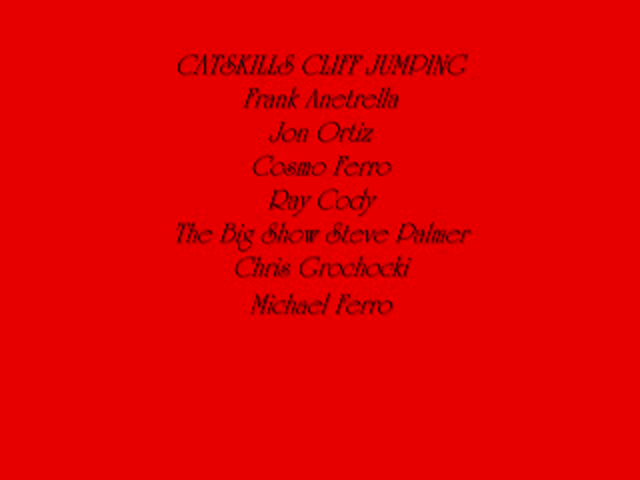 CATSKILLS CLIFF JUMPING
Frank Anetrella
Jon Ortiz
Cosmo Ferro
Ray Cody
The Big Show Steve Palmer
Chris Grochocki
Michael Ferro